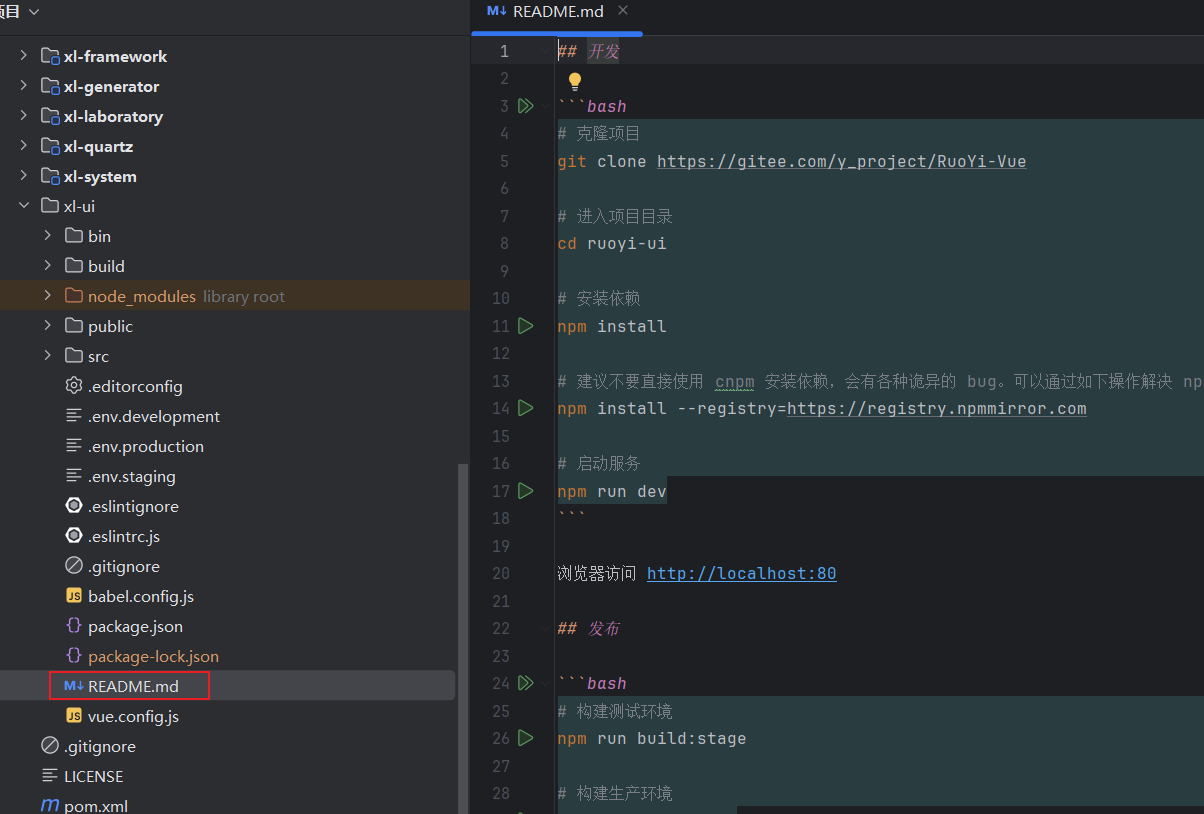 项目
xl-framework
xl-generator
xl-laboratory
xl-quartz
xl-system
xl-ui
bin
build
node_modules library root
public
src
.editorconfig
.env.development
.env.production
.env.staging
.eslintignore
.eslintrc.js
.gitignore
babel.config.js
package.json
package-lock.json
README.md
vue.config.js
.gitignore
LICENSE
pom.xml
README.md
1 ## 开发
2
3 ```bash
4 # 克隆项目
5 git clone https://gitee.com/y_project/RuoYi-Vue
6
7 # 进入项目目录
8 cd ruoyi-ui
9
10 # 安装依赖
11 npm install
12
13 # 建议不要直接使用 cnpm 安装依赖，会有各种诡异的 bug。可以通过如下操作解决 np
14 npm install --registry=https://registry.npmmirror.com
15
16 # 启动服务
17 npm run dev
18 ```
19
20 浏览器访问 http://localhost:80
21
22 ## 发布
23
24 ```bash
25 # 构建测试环境
26 npm run build:stage
27
28 # 构建生产环境